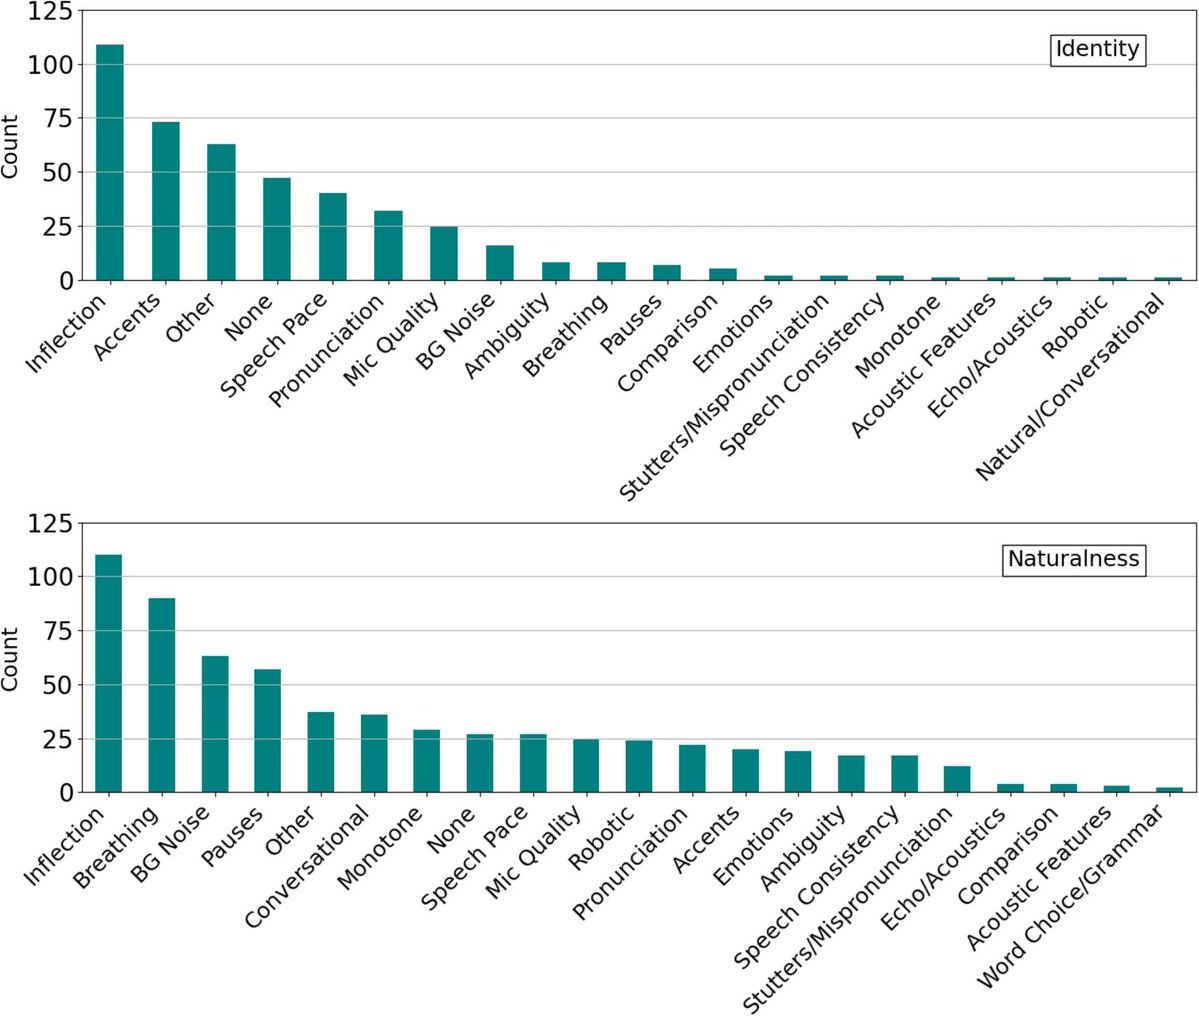 125
100
75
50
25
0
Count
Identity
Inflection
Accents
Other
None
Speech Pace
Pronunciation
Mic Quality
BG Noise
Ambiguity
Breathing
Pauses
Comparison
Emotions
Stutters/Mispronunciation
Speech Consistency
Monotone
Acoustic Features
Echo/Acoustics
Robotic
Natural/Conversational
125
100
75
50
25
0
Count
Naturalness
Inflection
Breathing
BG Noise
Pauses
Other
Conversational
Monotone
None
Speech Pace
Mic Quality
Robotic
Pronunciation
Accents
Emotions
Ambiguity
Speech Consistency
Stutters/Mispronunciation
Echo/Acoustics
Comparison
Acoustic Features
Word Choice/Grammar